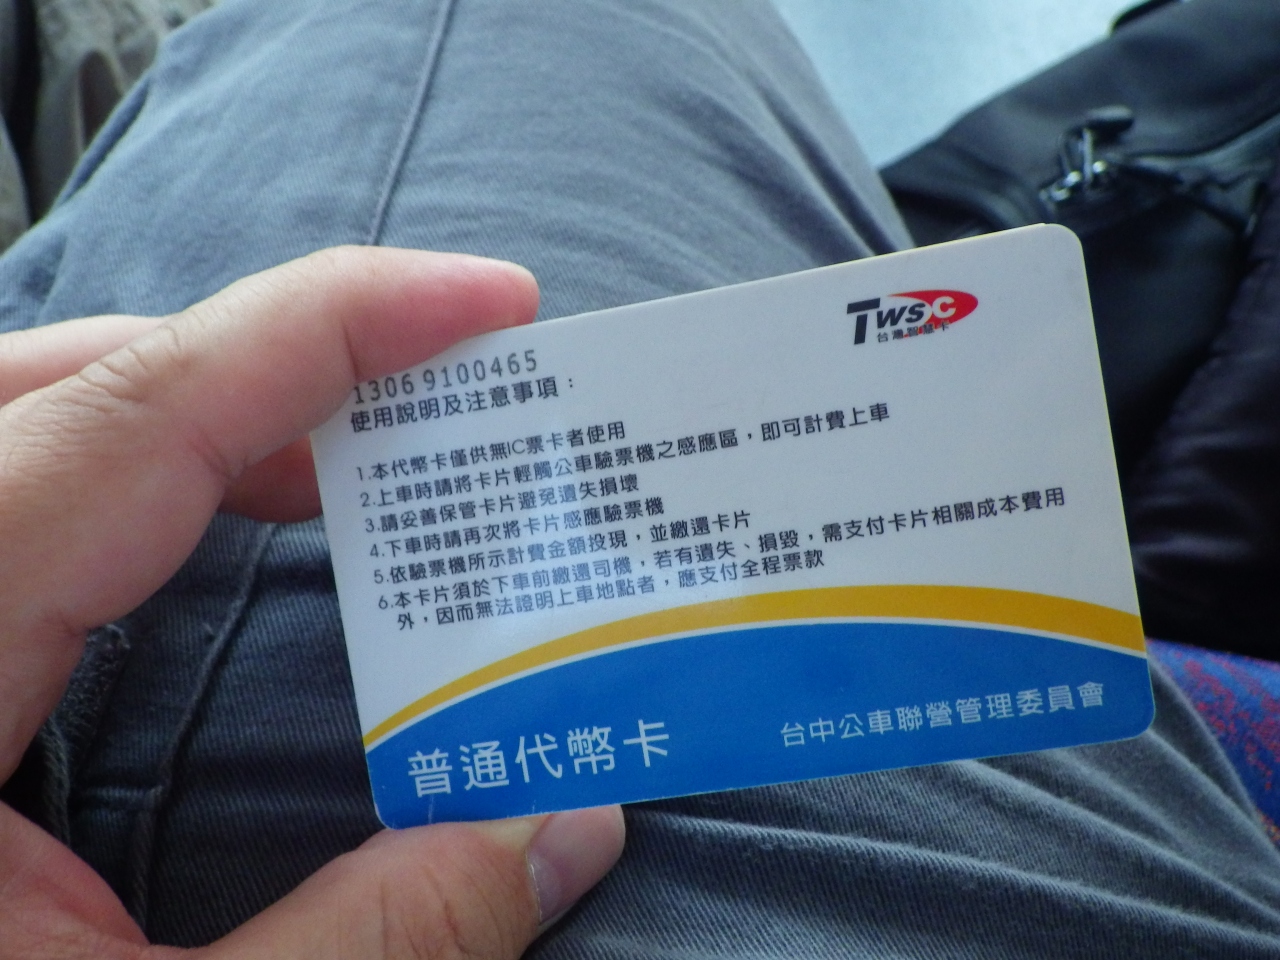 TWSC
台灣智慧卡
13069100465
使用說明及注意事項：
1.本代幣卡僅供無IC票卡者使用
2.上車時請將卡片輕觸公車驗票機之感應區，即可計費上車
3.請妥善保管卡片避免遺失損壞
4.下車時請再次將卡片感應驗票機
5.依驗票機所示計費金額投現，並繳還卡片
6.本卡片須於下車前繳還司機，若有遺失、損毀，需支付卡片相關成本費用
外，因而無法證明上車地點者，應支付全程票款
普通代幣卡
台中公車聯營管理委員會